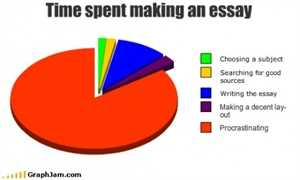 Time spent making an essay
Choosing a subject
Searching for good
sources
Writing the essay
Making a decent lay-
out
Procrastinating
GraphJam.com